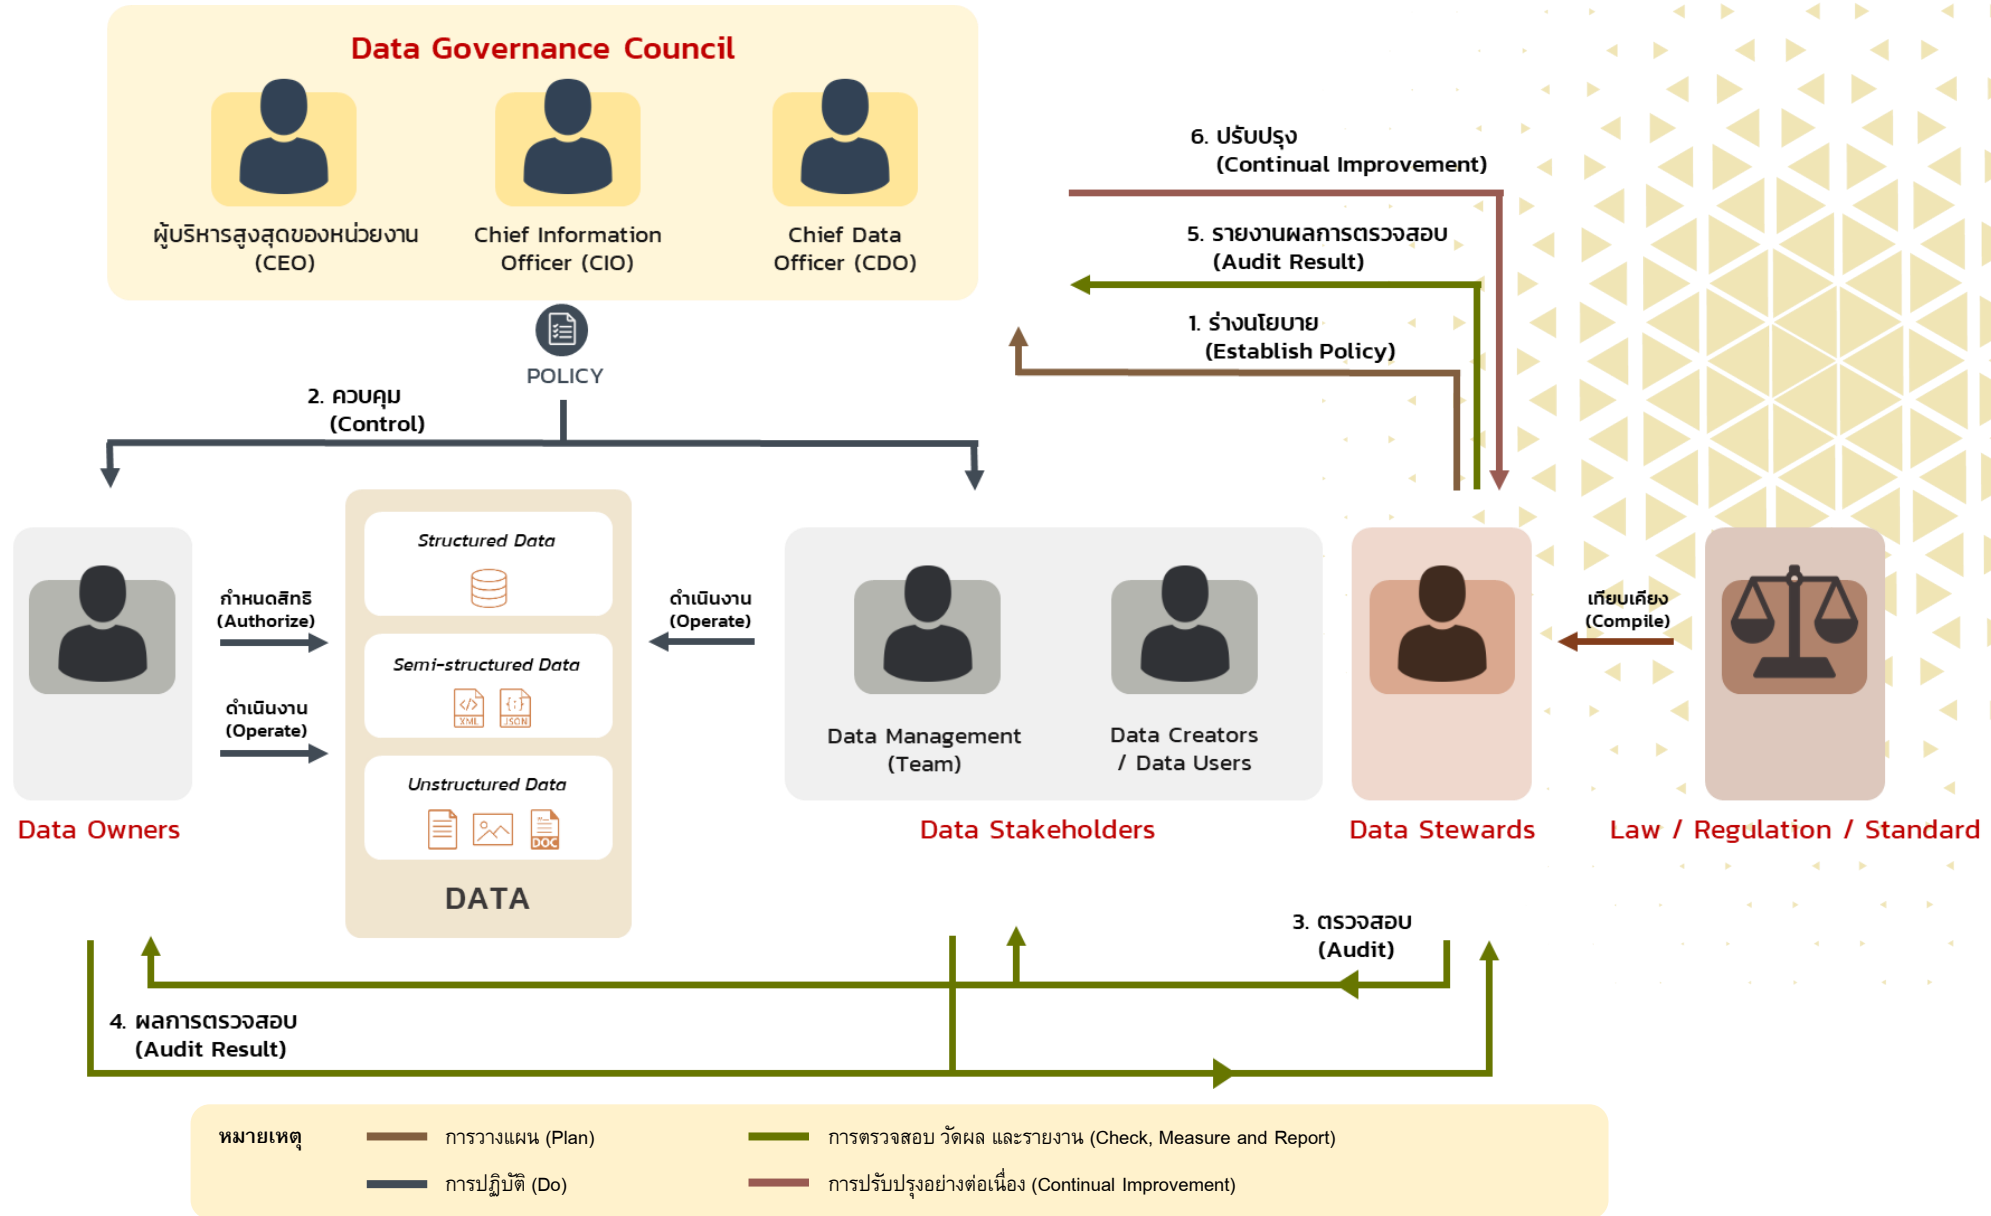 Data Governance Council
ผู้บริหารสูงสุดของหน่วยงาน
(CEO)
Chief Information
Officer (CIO)
Chief Data
Officer (CDO)
6. ปรับปรุง
(Continual Improvement)
5. รายงานผลการตรวจสอบ
(Audit Result)
1. ร่างนโยบาย
(Establish Policy)
POLICY
2. ควบคุม
(Control)
กำหนดสิทธิ
(Authorize)
ดำเนินงาน
(Operate)
Structured Data
Semi-structured Data
</>
XML
{;}
JSON
Unstructured Data
DOC
DATA
ดำเนินงาน
(Operate)
Data Management
(Team)
Data Creators
/ Data Users
เทียบเคียง
(Compile)
Data Owners
Data Stakeholders
Data Stewards
Law / Regulation / Standard
3. ตรวจสอบ
(Audit)
4. ผลการตรวจสอบ
(Audit Result)
หมายเหตุ
การวางแผน (Plan)
การตรวจสอบ วัดผล และรายงาน (Check, Measure and Report)
การปฏิบัติ (Do)
การปรับปรุงอย่างต่อเนื่อง (Continual Improvement)